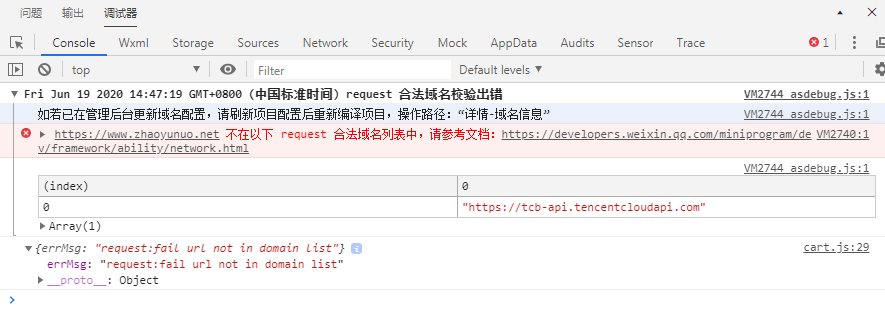 问题 输出 调试器
Console Wxml Storage Sources Network Security Mock AppData Audits Sensor Trace 1
top Filter Default levels
Fri Jun 19 2020 14:47:19 GMT+0800 (中国标准时间) request 合法域名校验出错 VM2744 asdebug.js:1
如若已在管理后台更新域名配置，请刷新项目配置后重新编译项目，操作路径：“详情-域名信息” VM2744 asdebug.js:1
https://www.zhaoyunuo.net 不在以下 request 合法域名列表中，请参考文档：https://developers.weixin.qq.com/miniprogram/de VM2740:1
v/framework/ability/network.html
VM2744 asdebug.js:1
(index) 0
0 "https://tcb-api.tencentcloudapi.com"
Array(1)
{errMsg: "request:fail url not in domain list"} cart.js:29
errMsg: "request:fail url not in domain list"
__proto__: Object